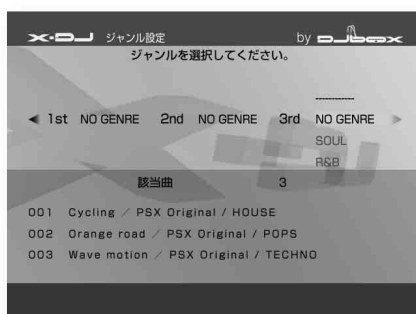 X-DJ ジャンル設定 by DJbox
ジャンルを選択してください。
------------
◀ 1st NO GENRE 2nd NO GENRE 3rd NO GENRE ▶
SOUL
R&B
該当曲 3
001 Cycling / PSX Original / HOUSE
002 Orange road / PSX Original / POPS
003 Wave motion / PSX Original / TECHNO